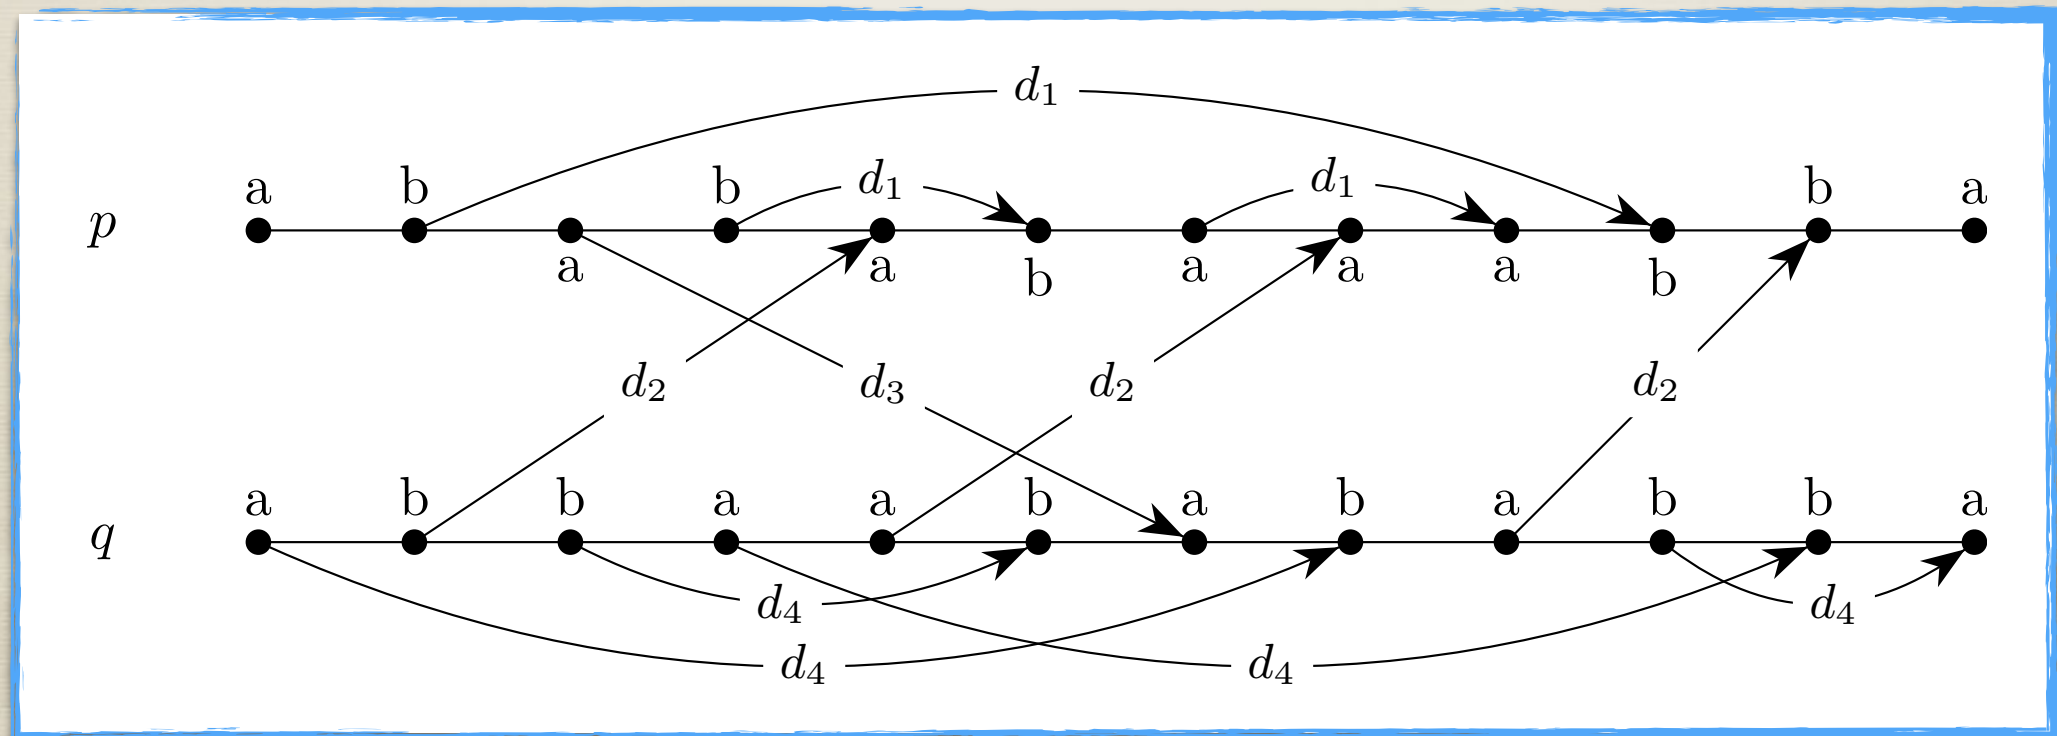 d1
a b b d1 d1 b a
p
a a b a a a b
d2 d3 d2 d2
a b b a a b a b a b b a
q
d4 d4
d4 d4